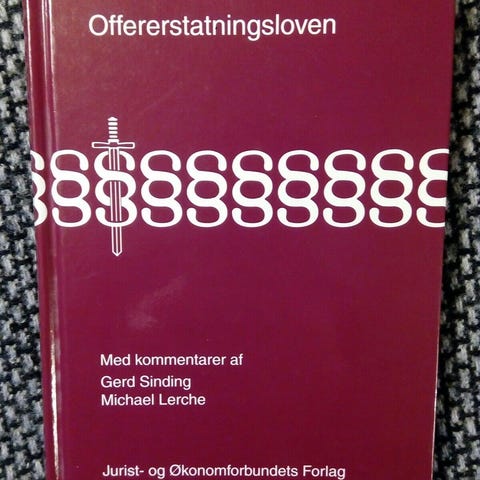 Offererstatningsloven
§§§§§§§§§§
Med kommentarer af
Gerd Sinding
Michael Lerche
Jurist- og Økonomforbundets Forlag